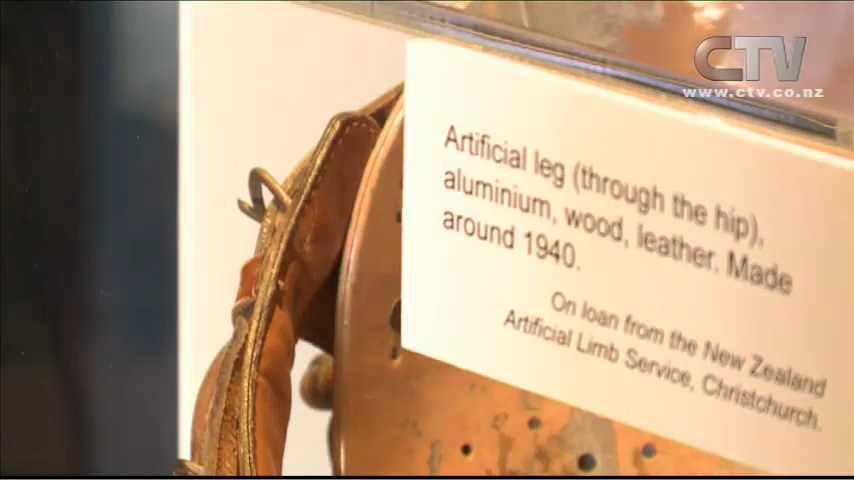 CTV
www.ctv.co.nz
Artificial leg (through the hip),
aluminium, wood, leather. Made
around 1940.
On loan from the New Zealand
Artificial Limb Service, Christchurch.